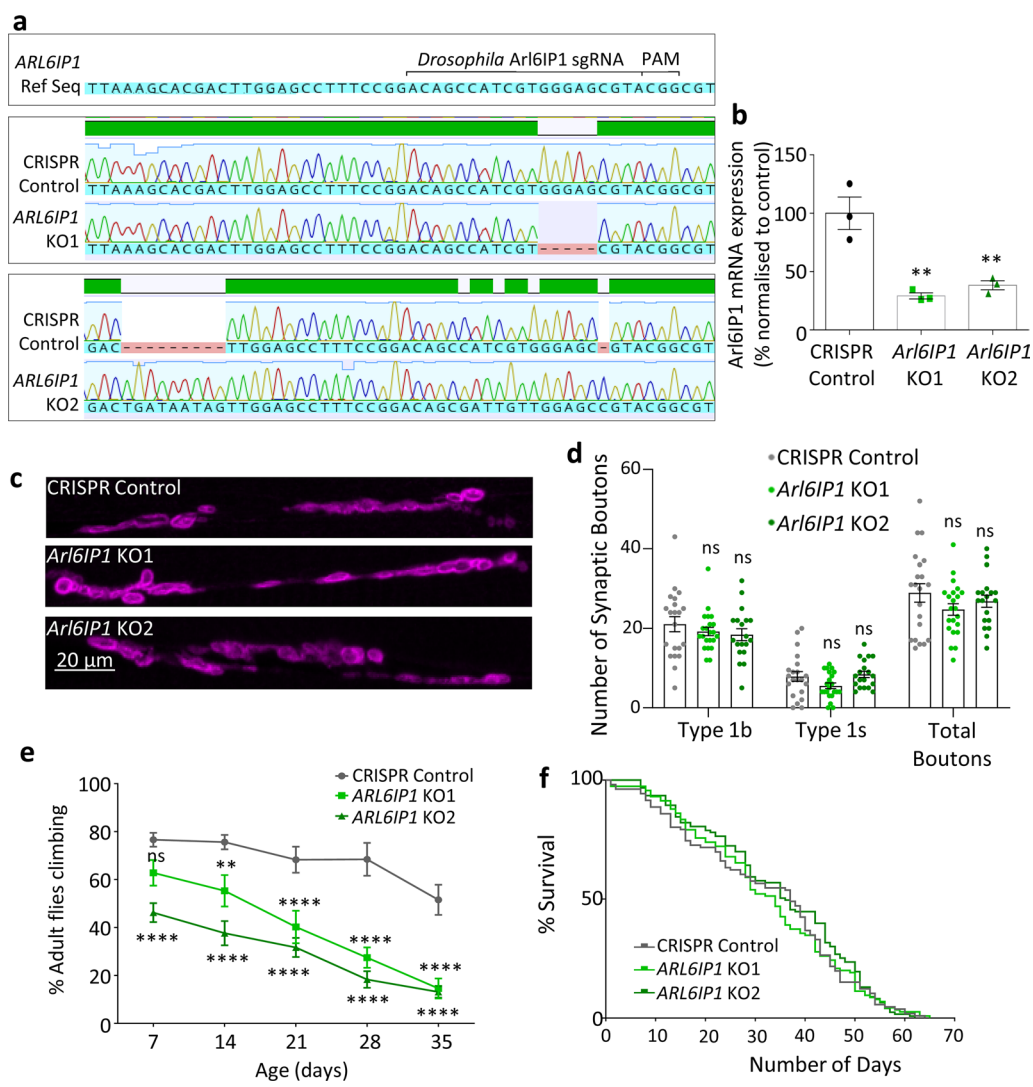 a
Drosophila Arl6IP1 sgRNA PAM
ARL6IP1
Ref Seq
TTAAAGCACGACTTGGAGCCTTTCCGGACAGCCATCGTGGGAGCGTACGGCGT
CRISPR
Control
TTAAAGCACGACTTGGAGCCTTTCCGGACAGCCATCGTGGGAGCGTACGGCGT
ARL6IP1
KO1
TTAAAGCACGACTTGGAGCCTTTCCGGACAGCCATCGT-----CGTACGGCGT
CRISPR
Control
GAC---------TTGGAGCCTTTCCGGACAGCCATCGTGGGAGC-GTACGGCGT
ARL6IP1
KO2
GACTGATAATAGTTGGAGCCTTTCCGGACAGCGATTGTTGGAGCCGTACGGCGT
b
Arl6IP1 mRNA expression
(% normalised to control)
150
100
50
0
**
**
CRISPR
Control
Arl6IP1
KO1
Arl6IP1
KO2
c
CRISPR Control
Arl6IP1 KO1
Arl6IP1 KO2
20 μm
d
CRISPR Control
Arl6IP1 KO1
Arl6IP1 KO2
Number of Synaptic Boutons
60
40
20
0
ns
ns
ns
ns
ns
ns
Type 1b
Type 1s
Total
Boutons
e
CRISPR Control
ARL6IP1 KO1
ARL6IP1 KO2
% Adult flies climbing
100
80
60
40
20
0
ns
**
****
****
****
****
****
****
****
****
7 14 21 28 35
Age (days)
f
% Survival
100
50
0
CRISPR Control
ARL6IP1 KO1
ARL6IP1 KO2
0 10 20 30 40 50 60 70
Number of Days